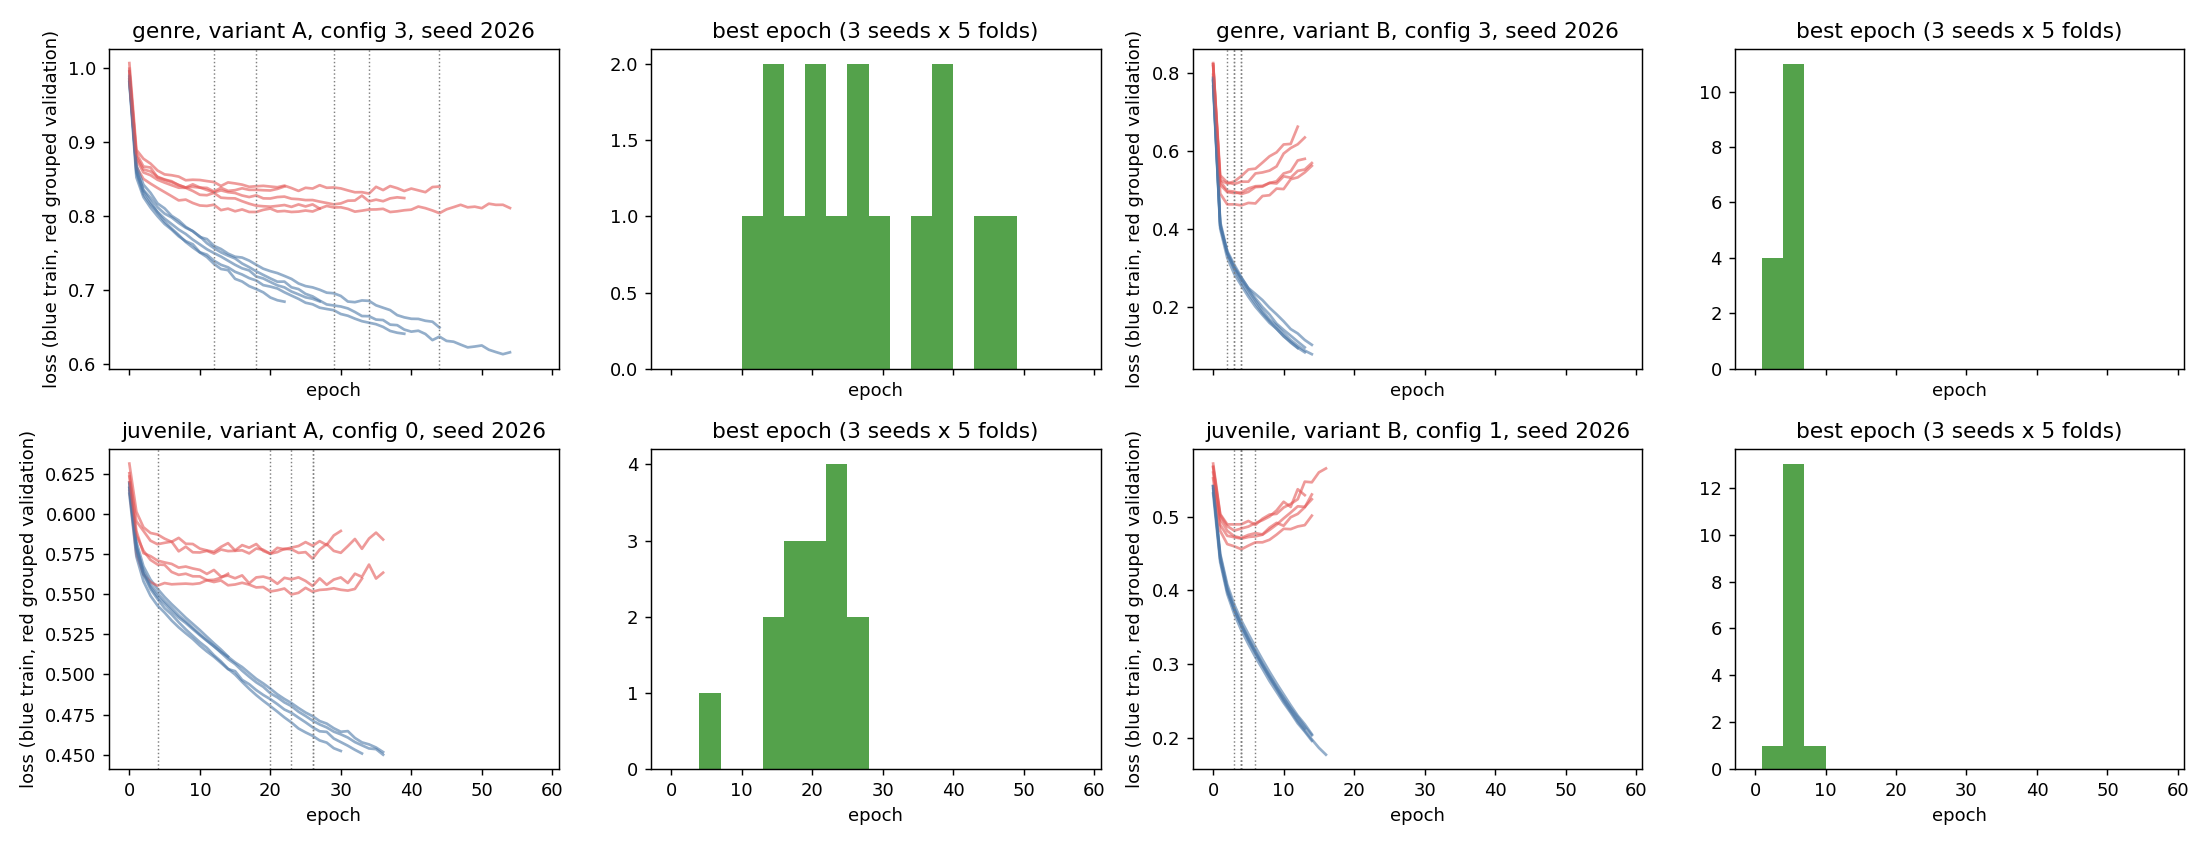 genre, variant A, config 3, seed 2026
loss (blue train, red grouped validation)
1.0
0.9
0.8
0.7
0.6
epoch
best epoch (3 seeds x 5 folds)
2.0
1.5
1.0
0.5
0.0
epoch
genre, variant B, config 3, seed 2026
loss (blue train, red grouped validation)
0.8
0.6
0.4
0.2
epoch
best epoch (3 seeds x 5 folds)
10
8
6
4
2
0
epoch
juvenile, variant A, config 0, seed 2026
loss (blue train, red grouped validation)
0.625
0.600
0.575
0.550
0.525
0.500
0.475
0.450
0 10 20 30 40 50 60
epoch
best epoch (3 seeds x 5 folds)
4
3
2
1
0
0 10 20 30 40 50 60
epoch
juvenile, variant B, config 1, seed 2026
loss (blue train, red grouped validation)
0.5
0.4
0.3
0.2
0 10 20 30 40 50 60
epoch
best epoch (3 seeds x 5 folds)
12
10
8
6
4
2
0
0 10 20 30 40 50 60
epoch